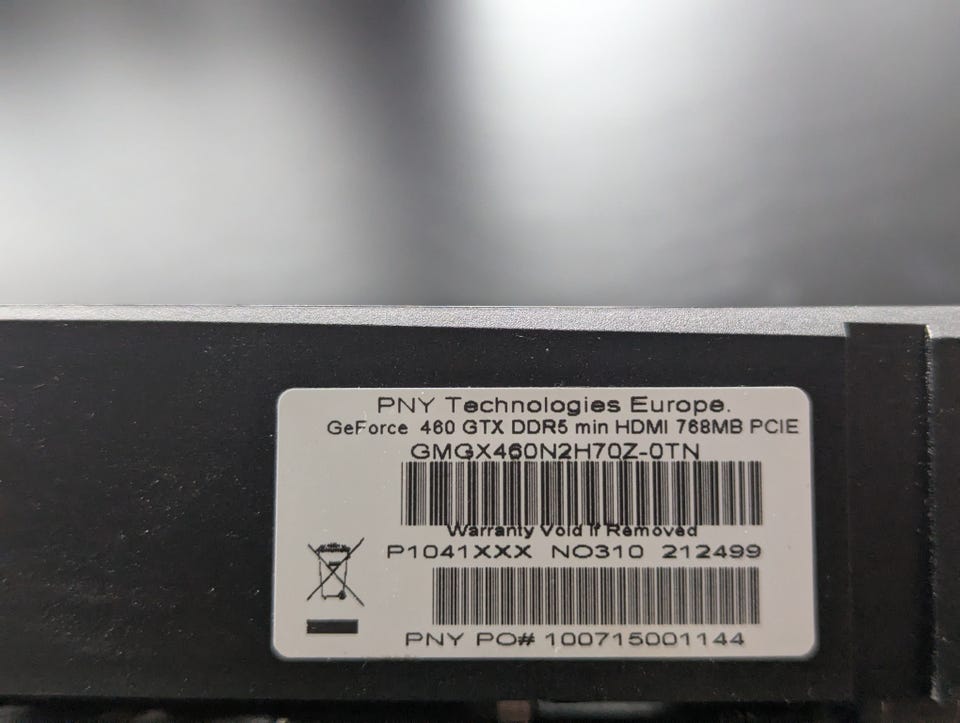 PNY Technologies Europe.
GeForce 460 GTX DDR5 min HDMI 768MB PCIE
GMGX460N2H70Z-0TN
Warranty Void If Removed
P1041XXX NO310 212499
PNY PO# 100715001144